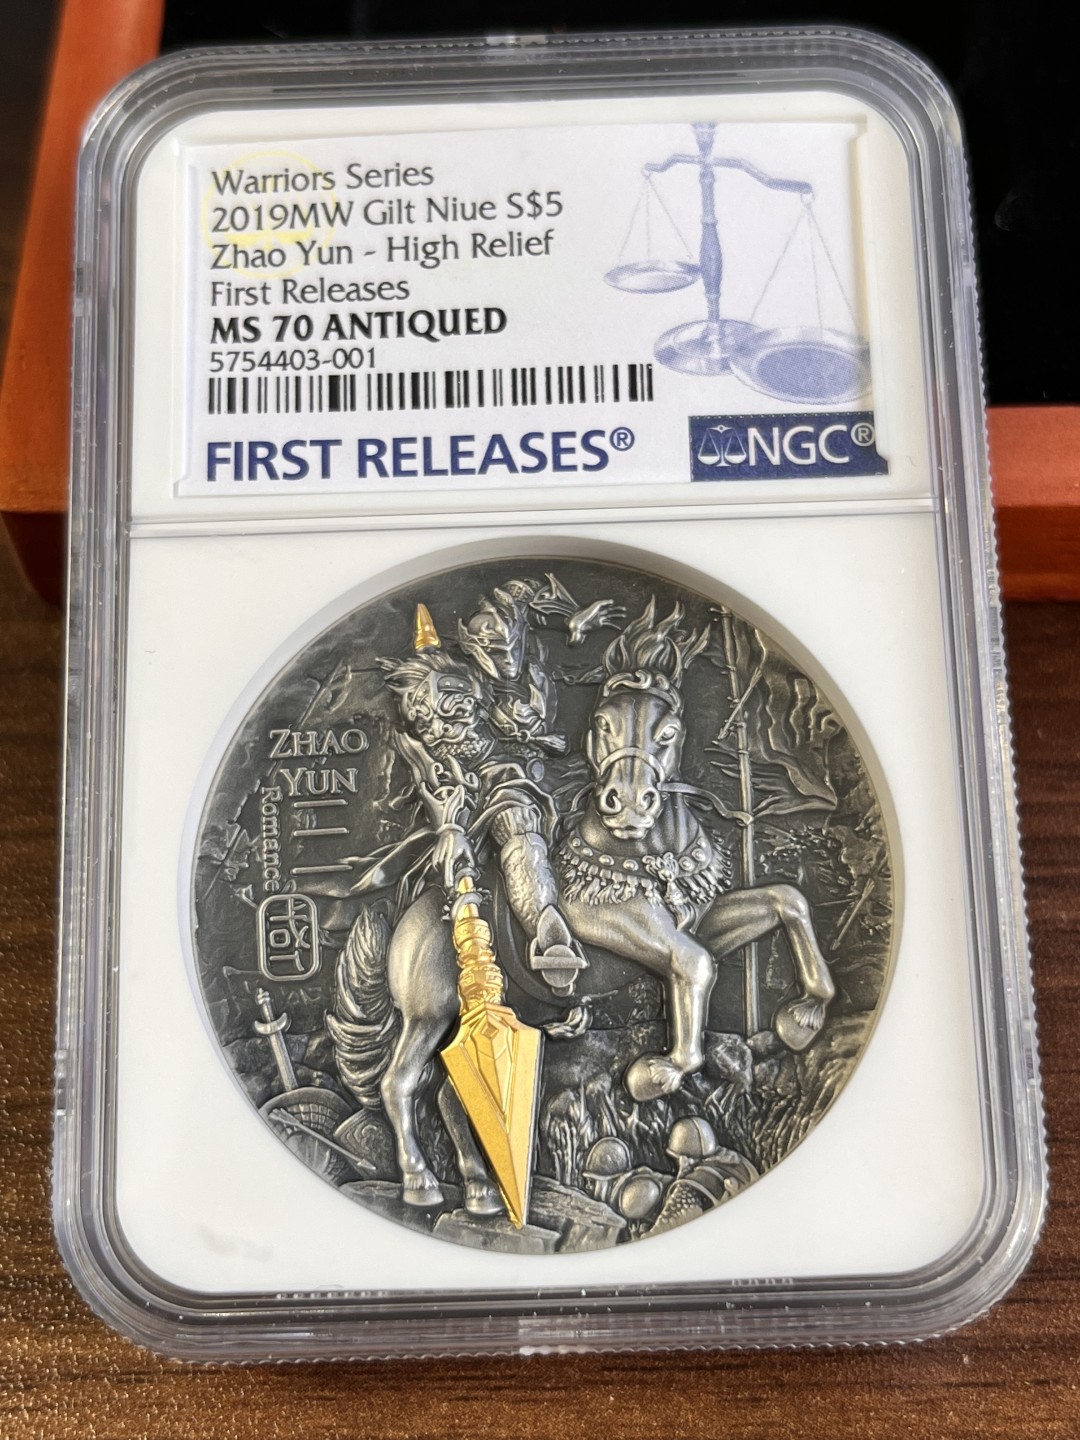 Warriors Series
2019MW Gilt Niue S$5
Zhao Yun - High Relief
First Releases
MS 70 ANTIQUED
5754403-001
FIRST RELEASES®
NGC®
ZHAO
YUN
三
Romance